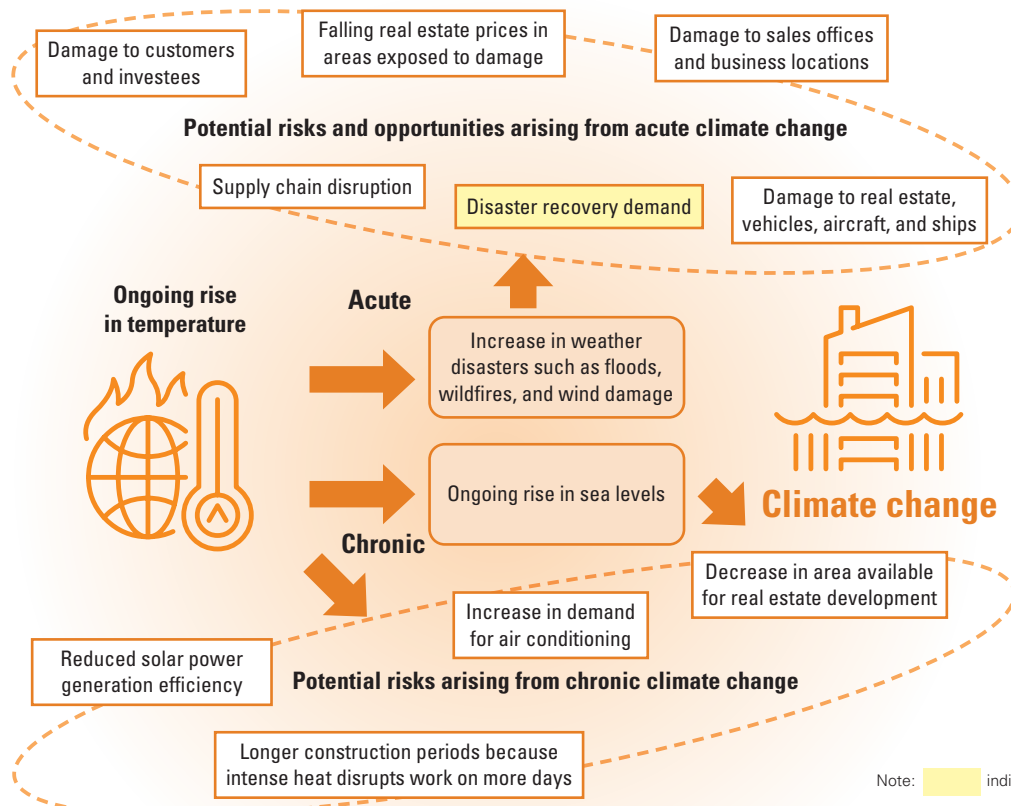 Damage to customers
and investees
Falling real estate prices in
areas exposed to damage
Damage to sales offices
and business locations
Potential risks and opportunities arising from acute climate change
Supply chain disruption
Disaster recovery demand
Damage to real estate,
vehicles, aircraft, and ships
Ongoing rise
in temperature
Acute
Increase in weather
disasters such as floods,
wildfires, and wind damage
Ongoing rise in sea levels
Climate change
Chronic
Decrease in area available
for real estate development
Increase in demand
for air conditioning
Reduced solar power
generation efficiency
Potential risks arising from chronic climate change
Longer construction periods because
intense heat disrupts work on more days
Note: indi